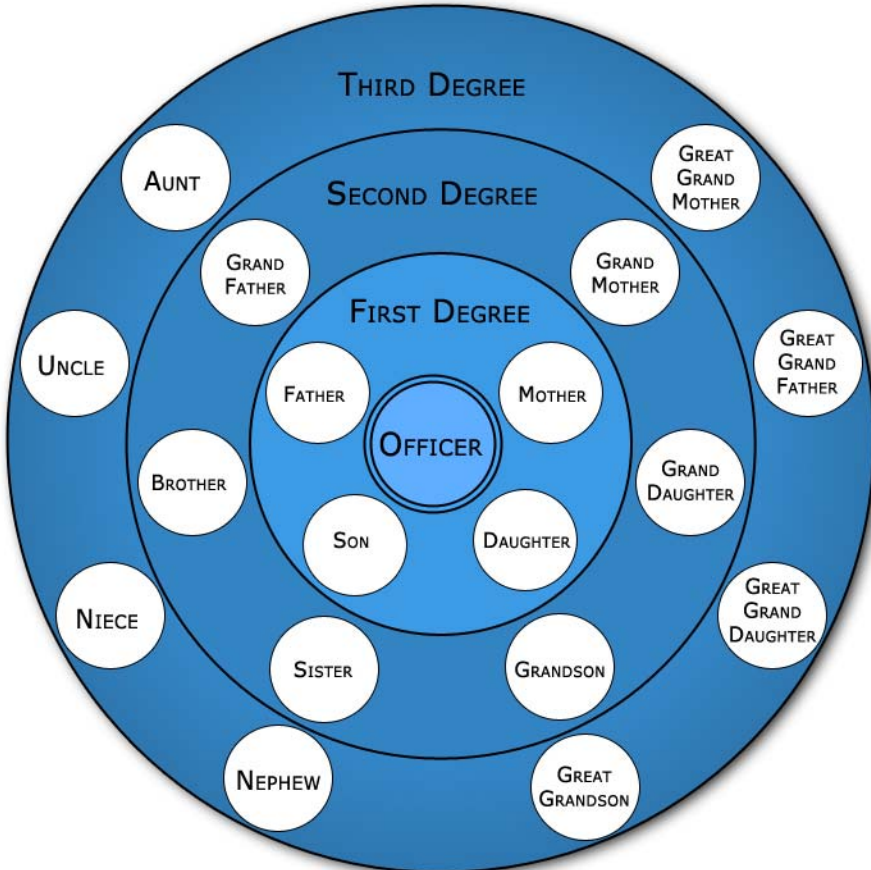 THIRD DEGREE
AUNT
GREAT
GRAND
MOTHER
SECOND DEGREE
GRAND
FATHER
GRAND
MOTHER
FIRST DEGREE
UNCLE
GREAT
GRAND
FATHER
FATHER
MOTHER
OFFICER
BROTHER
GRAND
DAUGHTER
SON
DAUGHTER
NIECE
GREAT
GRAND
DAUGHTER
SISTER
GRANDSON
NEPHEW
GREAT
GRANDSON